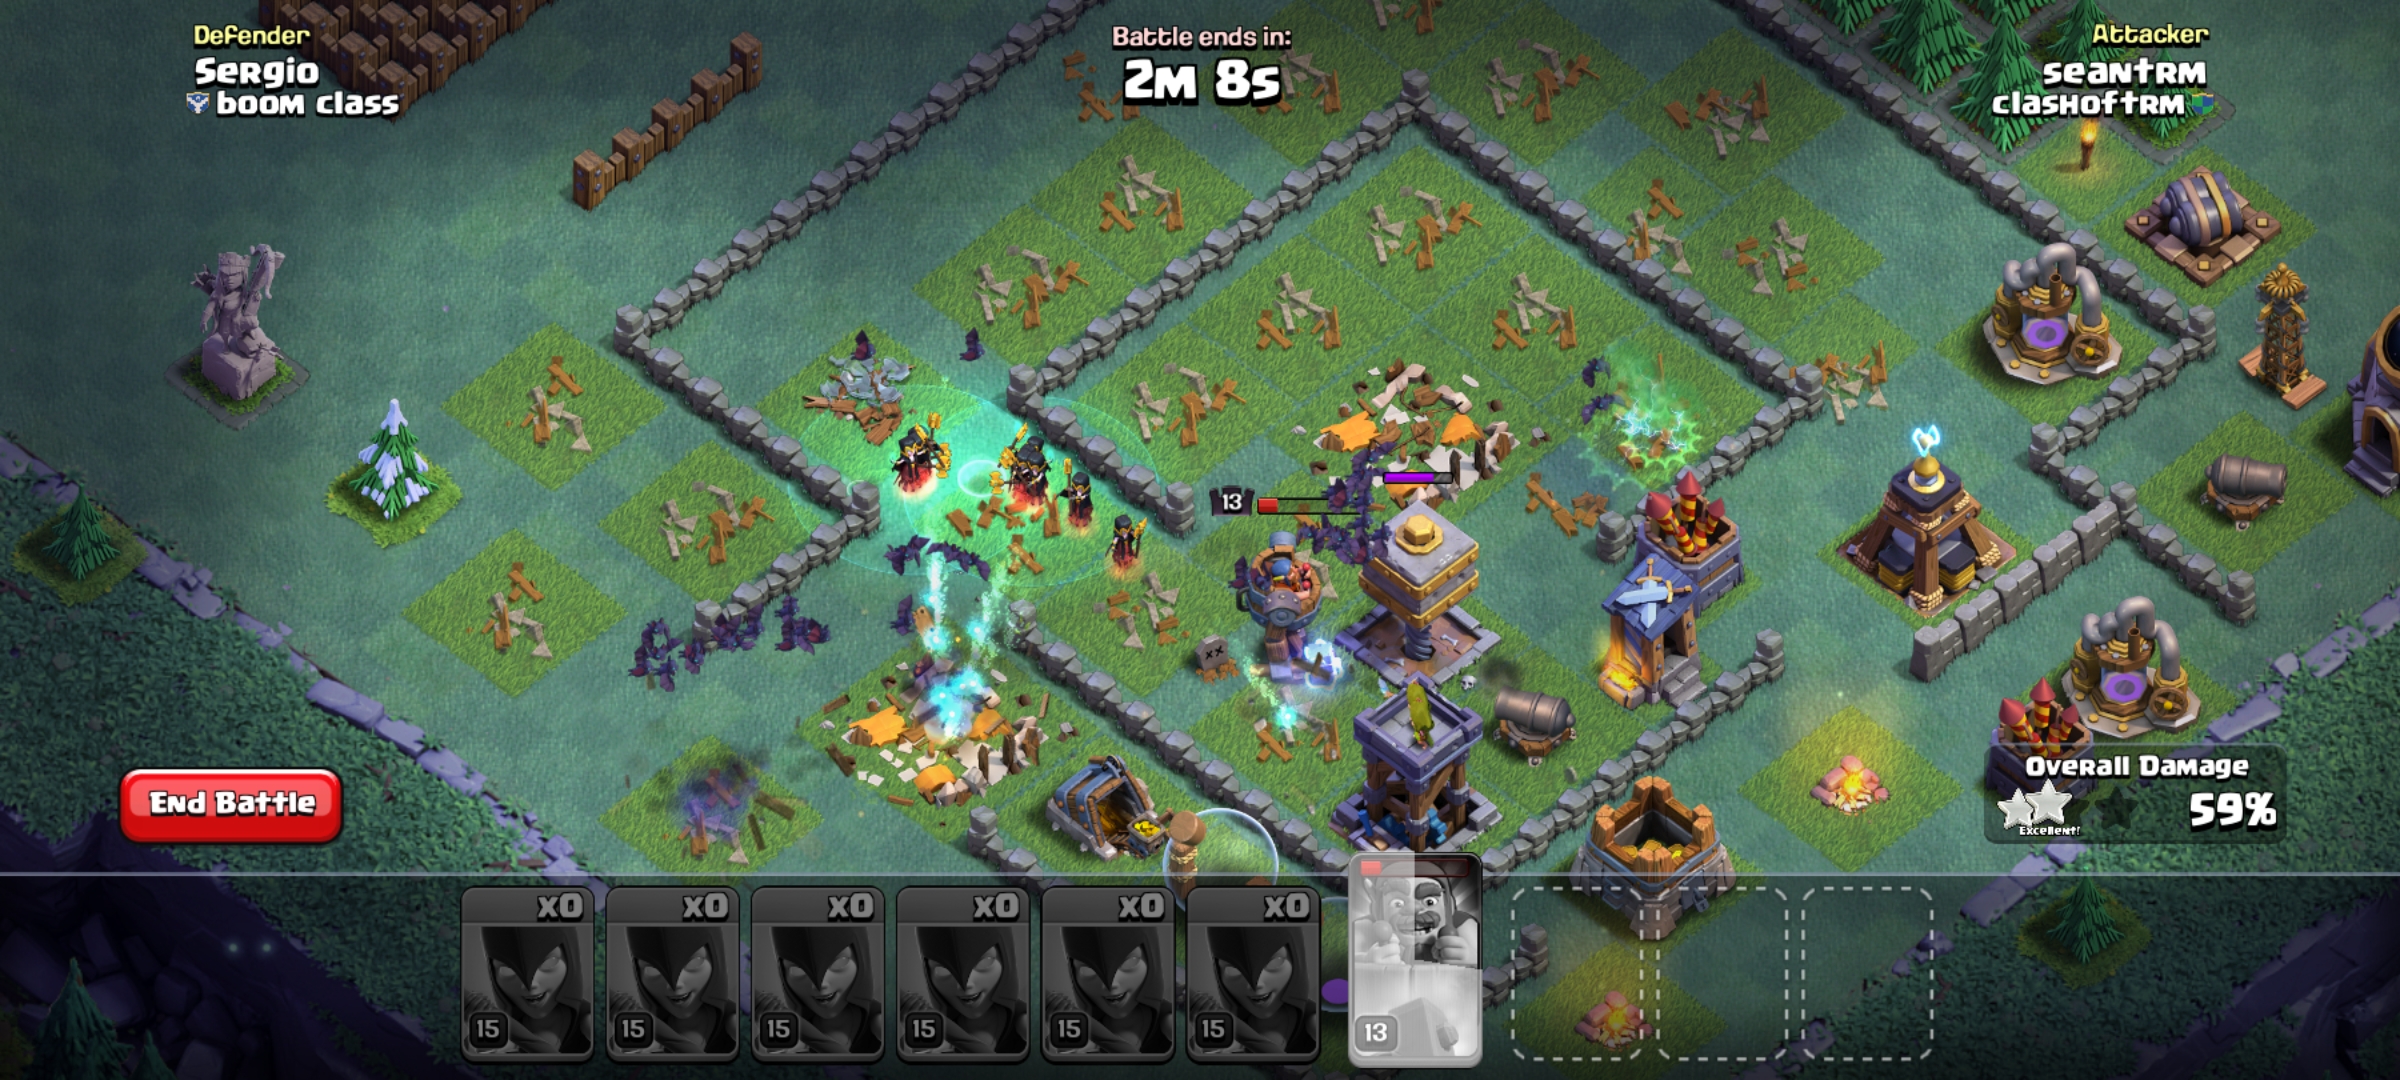 Defender
Sergio
boom class
Battle ends in:
2m 8s
Attacker
seantrm
clashoftrm
13
End Battle
Overall Damage
Excellent!
59%
x0
x0
x0
x0
x0
x0
15
15
15
15
15
15
13